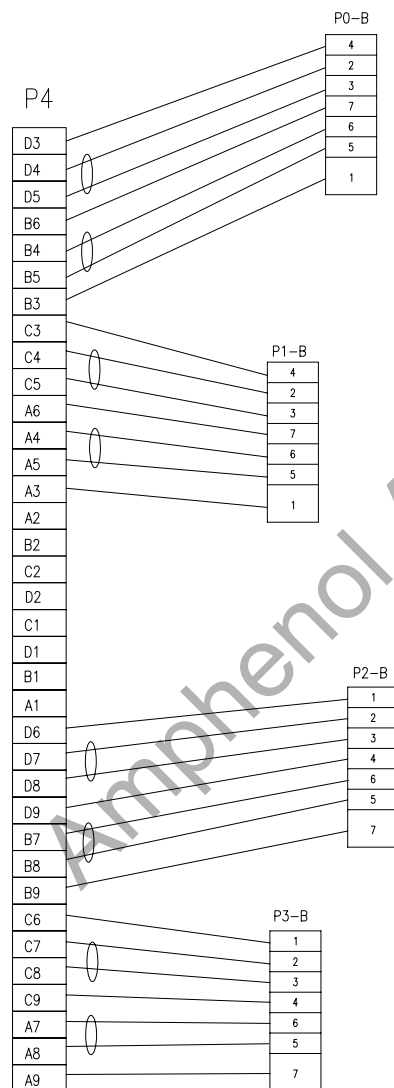 P0-B
4
2
3
7
6
5
1
P4
D3
D4
D5
B6
B4
B5
B3
C3
C4
C5
A6
A4
A5
A3
A2
B2
C2
D2
C1
D1
B1
A1
D6
D7
D8
D9
B7
B8
B9
C6
C7
C8
C9
A7
A8
A9
P1-B
4
2
3
7
6
5
1
P2-B
1
2
3
4
6
5
7
P3-B
1
2
3
4
6
5
7
Amphenol